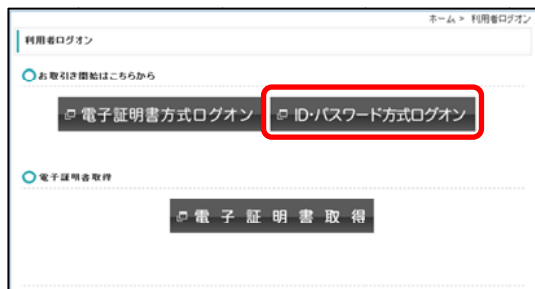 ホーム > 利用者ログオン
利用者ログオン
お取引き開始はこちらから
電子証明書方式ログオン
ID・パスワード方式ログオン
電子証明書取得
電子証明書取得